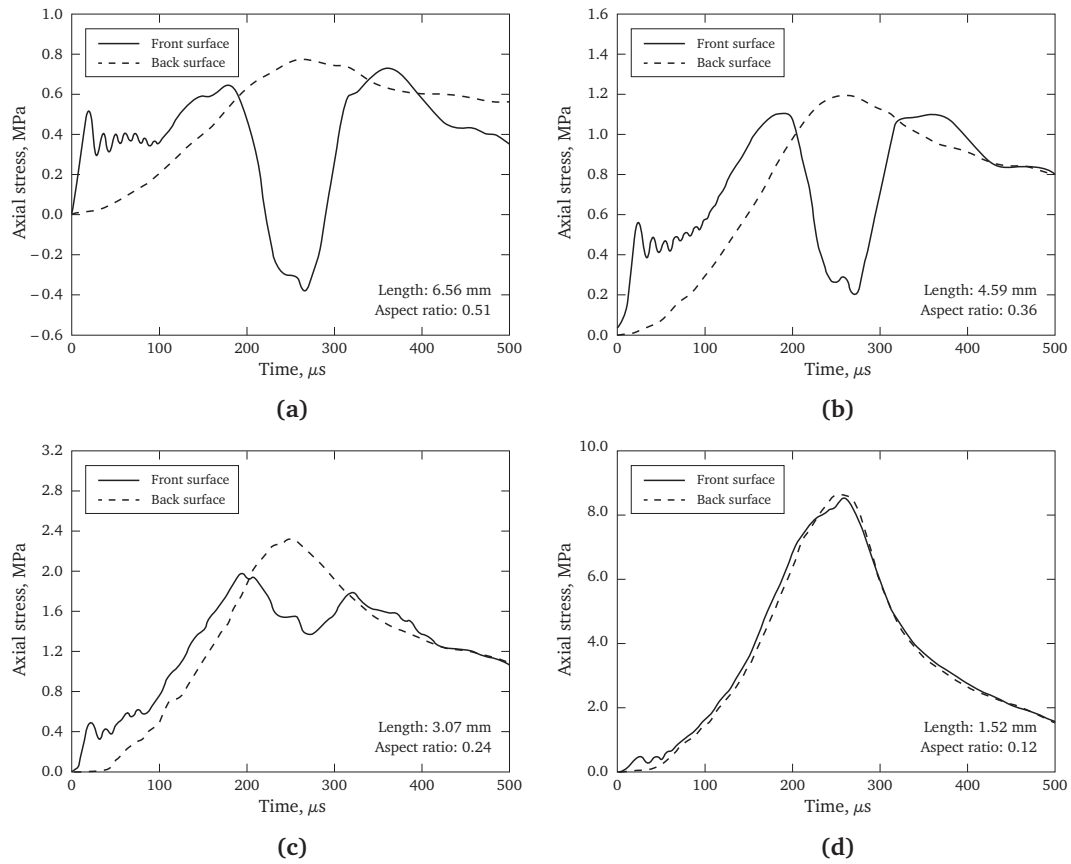 1.0
0.8
0.6
0.4
0.2
0.0
−0.2
−0.4
−0.6
Axial stress, MPa
Front surface
Back surface
Length: 6.56 mm
Aspect ratio: 0.51
0 100 200 300 400 500
Time, μs
(a)
1.6
1.4
1.2
1.0
0.8
0.6
0.4
0.2
0.0
Axial stress, MPa
Front surface
Back surface
Length: 4.59 mm
Aspect ratio: 0.36
0 100 200 300 400 500
Time, μs
(b)
3.2
2.8
2.4
2.0
1.6
1.2
0.8
0.4
0.0
Axial stress, MPa
Front surface
Back surface
Length: 3.07 mm
Aspect ratio: 0.24
0 100 200 300 400 500
Time, μs
(c)
10.0
8.0
6.0
4.0
2.0
0.0
Axial stress, MPa
Front surface
Back surface
Length: 1.52 mm
Aspect ratio: 0.12
0 100 200 300 400 500
Time, μs
(d)